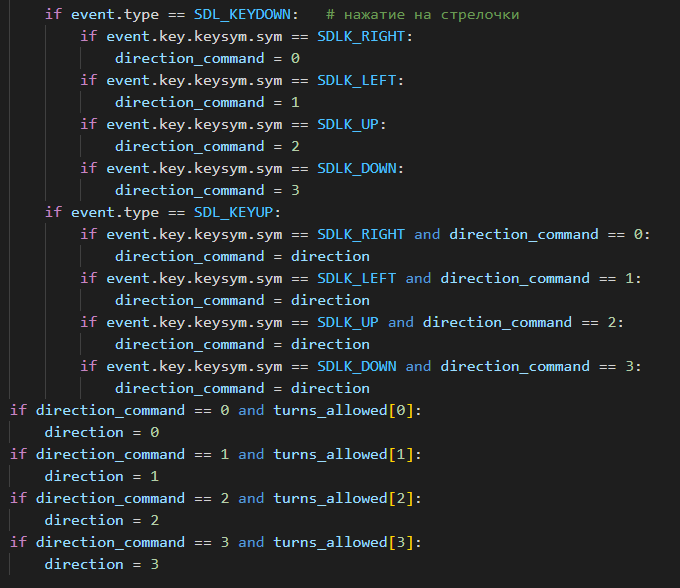 if event.type == SDL_KEYDOWN:   # нажатие на стрелочки
if event.key.keysym.sym == SDLK_RIGHT:
direction_command = 0
if event.key.keysym.sym == SDLK_LEFT:
direction_command = 1
if event.key.keysym.sym == SDLK_UP:
direction_command = 2
if event.key.keysym.sym == SDLK_DOWN:
direction_command = 3
if event.type == SDL_KEYUP:
if event.key.keysym.sym == SDLK_RIGHT and direction_command == 0:
direction_command = direction
if event.key.keysym.sym == SDLK_LEFT and direction_command == 1:
direction_command = direction
if event.key.keysym.sym == SDLK_UP and direction_command == 2:
direction_command = direction
if event.key.keysym.sym == SDLK_DOWN and direction_command == 3:
direction_command = direction
if direction_command == 0 and turns_allowed[0]:
direction = 0
if direction_command == 1 and turns_allowed[1]:
direction = 1
if direction_command == 2 and turns_allowed[2]:
direction = 2
if direction_command == 3 and turns_allowed[3]:
direction = 3